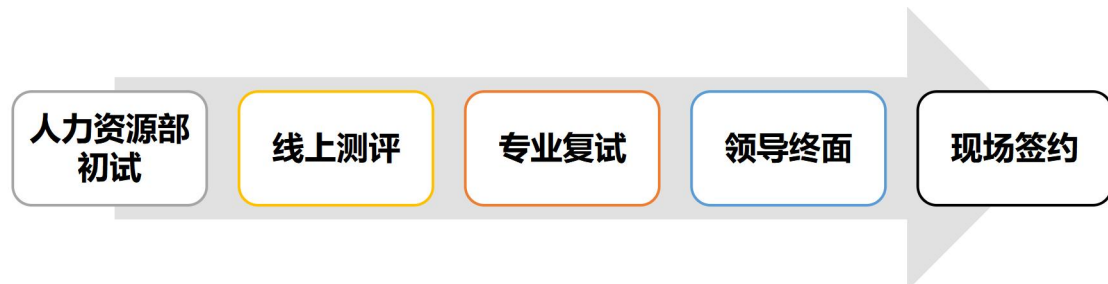 人力资源部
初试
线上测评
专业复试
领导终面
现场签约